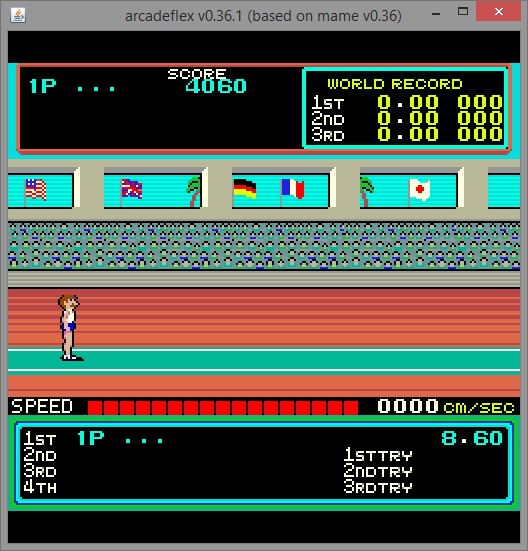 arcadeflex v0.36.1 (based on mame v0.36)
SCORE
1P ... 4060
WORLD RECORD
1ST 0.00 000
2ND 0.00 000
3RD 0.00 000
SPEED 0000 CM/SEC
1ST 1P ... 8.60
2ND 1STTRY
3RD 2NDTRY
4TH 3RDTRY